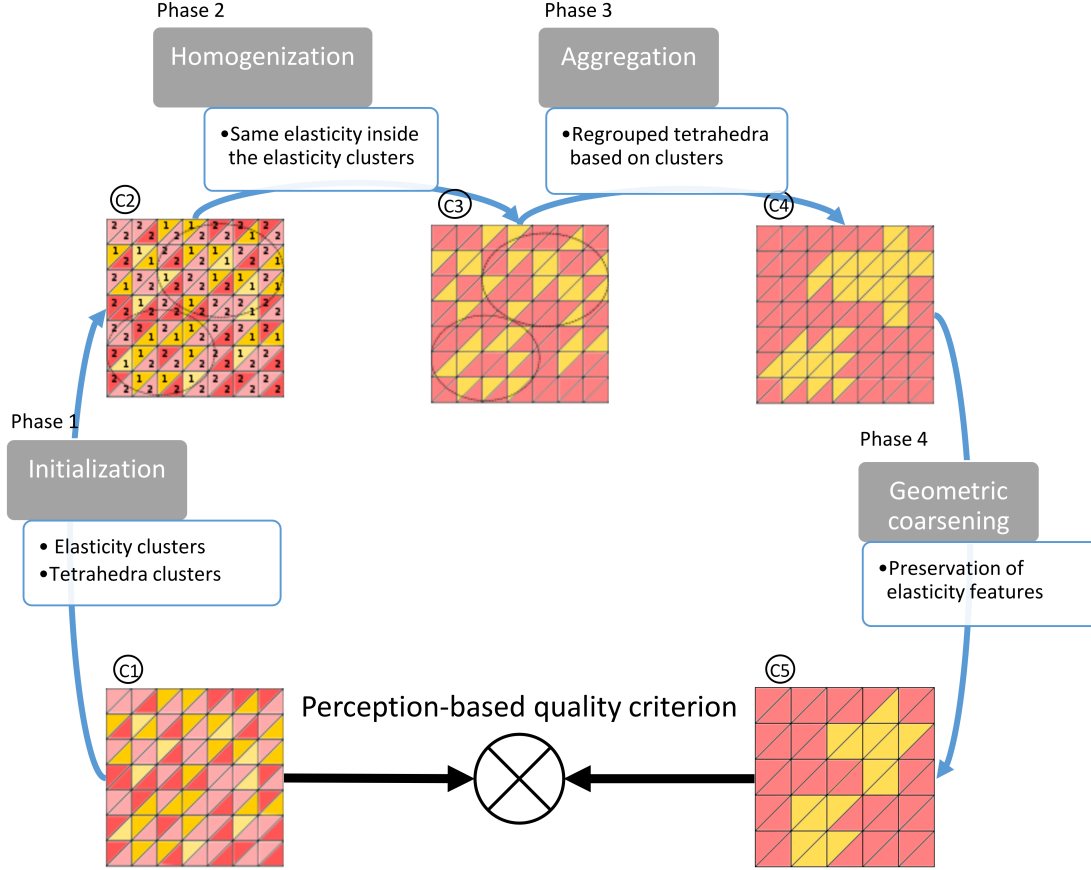 Phase 2
Homogenization
•Same elasticity inside
the elasticity clusters
Phase 3
Aggregation
•Regrouped tetrahedra
based on clusters
C2
C3
C4
Phase 1
Initialization
• Elasticity clusters
•Tetrahedra clusters
Phase 4
Geometric
coarsening
•Preservation of
elasticity features
C1
Perception-based quality criterion
C5